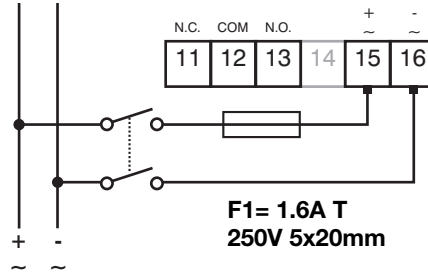 + -
N.C. COM N.O. ~ ~
11 12 13 14 15 16
F1= 1.6A T
250V 5x20mm
+ -
~ ~